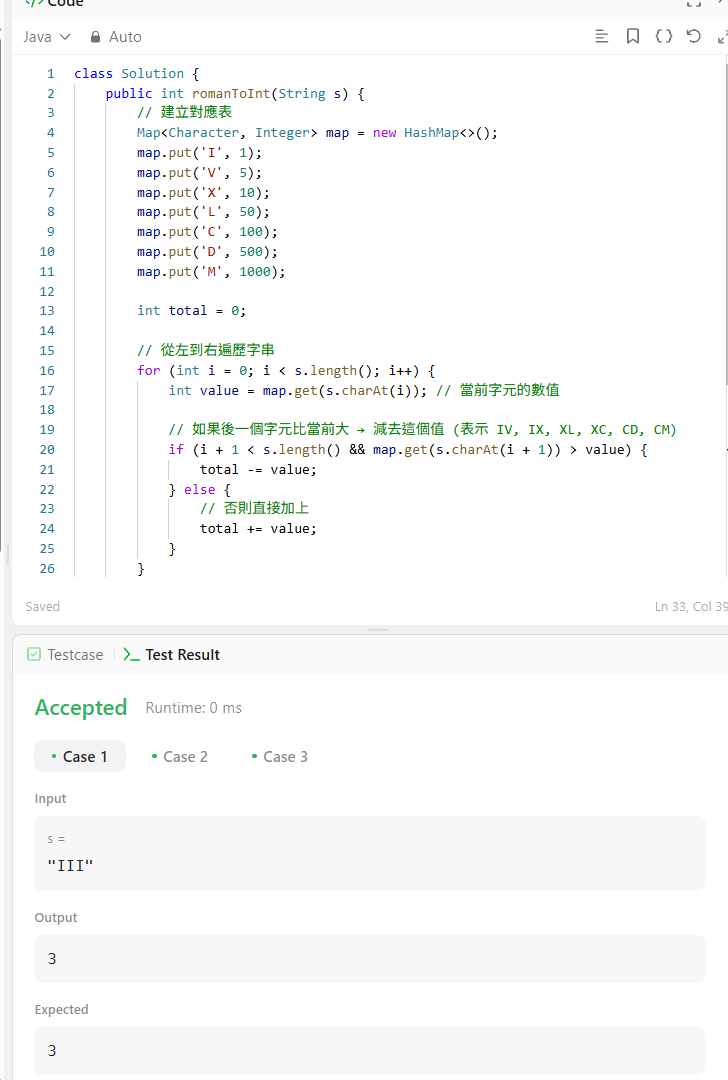 </> Code
Java Auto
1 class Solution {
2 public int romanToInt(String s) {
3 // 建立對應表
4 Map<Character, Integer> map = new HashMap<>();
5 map.put('I', 1);
6 map.put('V', 5);
7 map.put('X', 10);
8 map.put('L', 50);
9 map.put('C', 100);
10 map.put('D', 500);
11 map.put('M', 1000);
12
13 int total = 0;
14
15 // 從左到右遍歷字串
16 for (int i = 0; i < s.length(); i++) {
17 int value = map.get(s.charAt(i)); // 當前字元的數值
18
19 // 如果後一個字元比當前大 → 減去這個值 (表示 IV, IX, XL, XC, CD, CM)
20 if (i + 1 < s.length() && map.get(s.charAt(i + 1)) > value) {
21 total -= value;
22 } else {
23 // 否則直接加上
24 total += value;
25 }
26 }
Saved Ln 33, Col 39
Testcase Test Result
Accepted Runtime: 0 ms
Case 1 Case 2 Case 3
Input
s =
"III"
Output
3
Expected
3